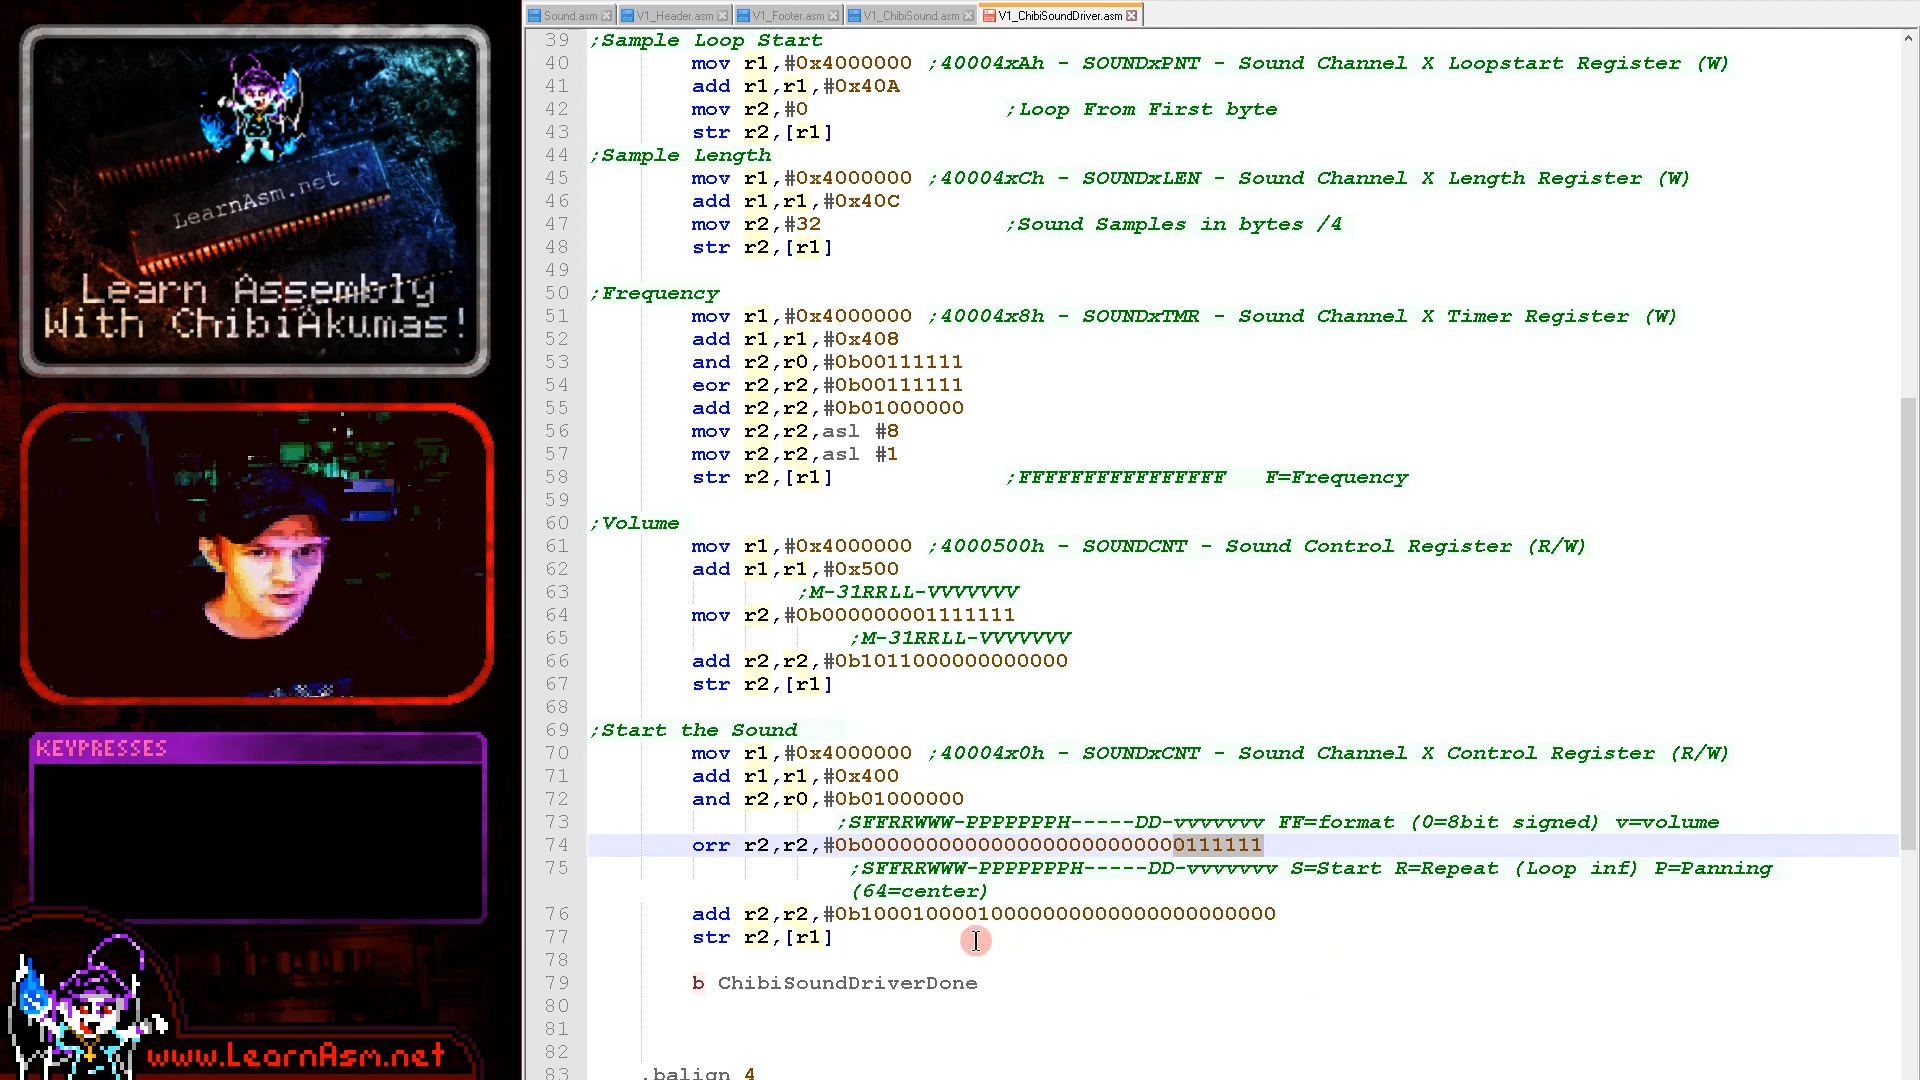 Sound.asm
V1_Header.asm
V1_Footer.asm
V1_ChibiSound.asm
V1_ChibiSoundDriver.asm
LearnAsm.net
Learn Assembly
With ChibiAkumas!
KEYPRESSES
www.LearnAsm.net
39 ;Sample Loop Start
40 mov r1,#0x4000000 ;40004xAh - SOUNDxPNT - Sound Channel X Loopstart Register (W)
41 add r1,r1,#0x40A
42 mov r2,#0 ;Loop From First byte
43 str r2,[r1]
44 ;Sample Length
45 mov r1,#0x4000000 ;40004xCh - SOUNDxLEN - Sound Channel X Length Register (W)
46 add r1,r1,#0x40C
47 mov r2,#32 ;Sound Samples in bytes /4
48 str r2,[r1]
49
50 ;Frequency
51 mov r1,#0x4000000 ;40004x8h - SOUNDxTMR - Sound Channel X Timer Register (W)
52 add r1,r1,#0x408
53 and r2,r0,#0b00111111
54 eor r2,r2,#0b00111111
55 add r2,r2,#0b01000000
56 mov r2,r2,asl #8
57 mov r2,r2,asl #1
58 str r2,[r1] ;FFFFFFFFFFFFFFFF F=Frequency
59
60 ;Volume
61 mov r1,#0x4000000 ;4000500h - SOUNDCNT - Sound Control Register (R/W)
62 add r1,r1,#0x500
63 ;M-31RRLL-VVVVVVV
64 mov r2,#0b000000001111111
65 ;M-31RRLL-VVVVVVV
66 add r2,r2,#0b1011000000000000
67 str r2,[r1]
68
69 ;Start the Sound
70 mov r1,#0x4000000 ;40004x0h - SOUNDxCNT - Sound Channel X Control Register (R/W)
71 add r1,r1,#0x400
72 and r2,r0,#0b01000000
73 ;SFFRRWWW-PPPPPPPH-----DD-vvvvvvv FF=format (0=8bit signed) v=volume
74 orr r2,r2,#0b0000000000000000000000000111111
75 ;SFFRRWWW-PPPPPPPH-----DD-vvvvvvv S=Start R=Repeat (Loop inf) P=Panning
(64=center)
76 add r2,r2,#0b10001000010000000000000000000000
77 str r2,[r1]
78
79 b ChibiSoundDriverDone
80
81
82
83 .balign 4